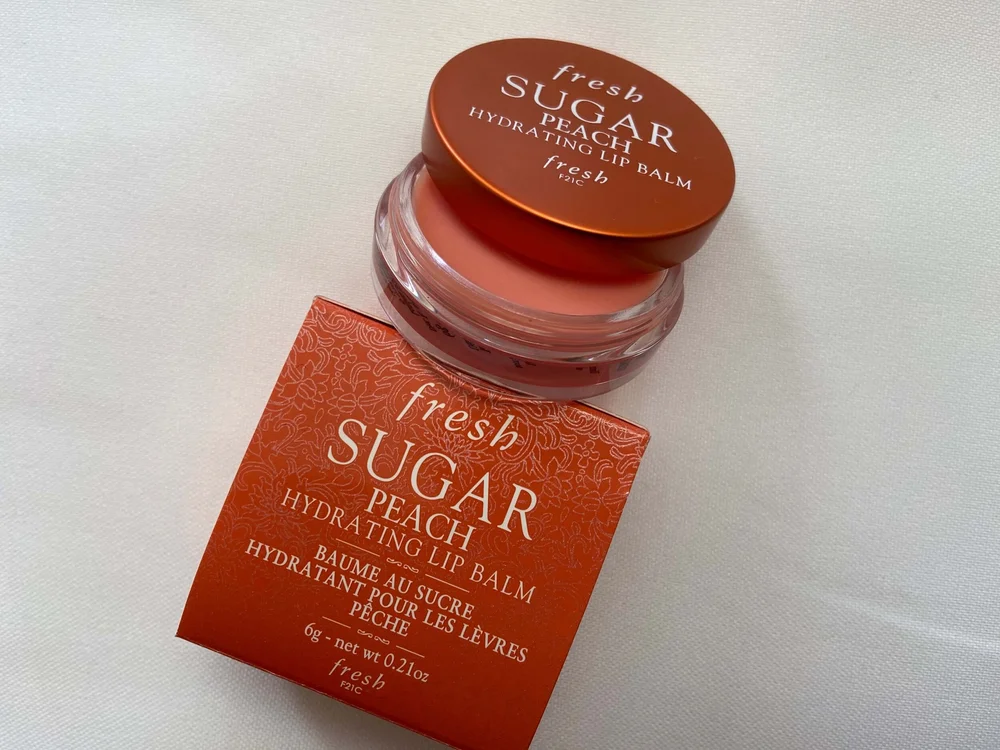 fresh
SUGAR
PEACH
HYDRATING LIP BALM
fresh
F21C
fresh
SUGAR
PEACH
HYDRATING LIP BALM
BAUME AU SUCRE
HYDRATANT POUR LES LÈVRES
PÊCHE
6g - net wt 0.21oz
fresh
F21C